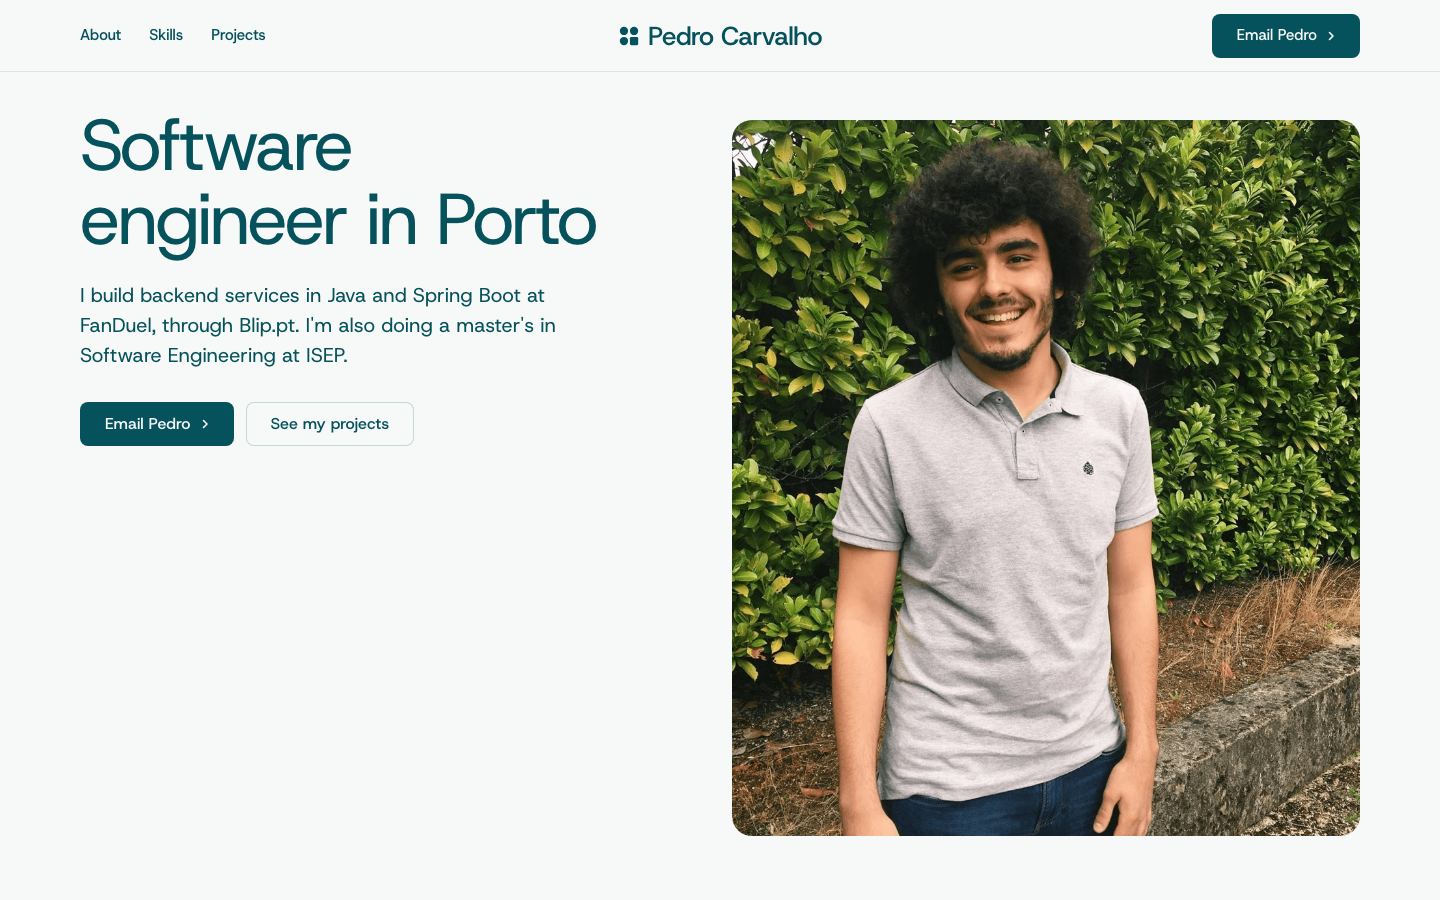 About
Skills
Projects
Pedro Carvalho
Email Pedro
Software
engineer in Porto
I build backend services in Java and Spring Boot at
FanDuel, through Blip.pt. I'm also doing a master's in
Software Engineering at ISEP.
Email Pedro
See my projects